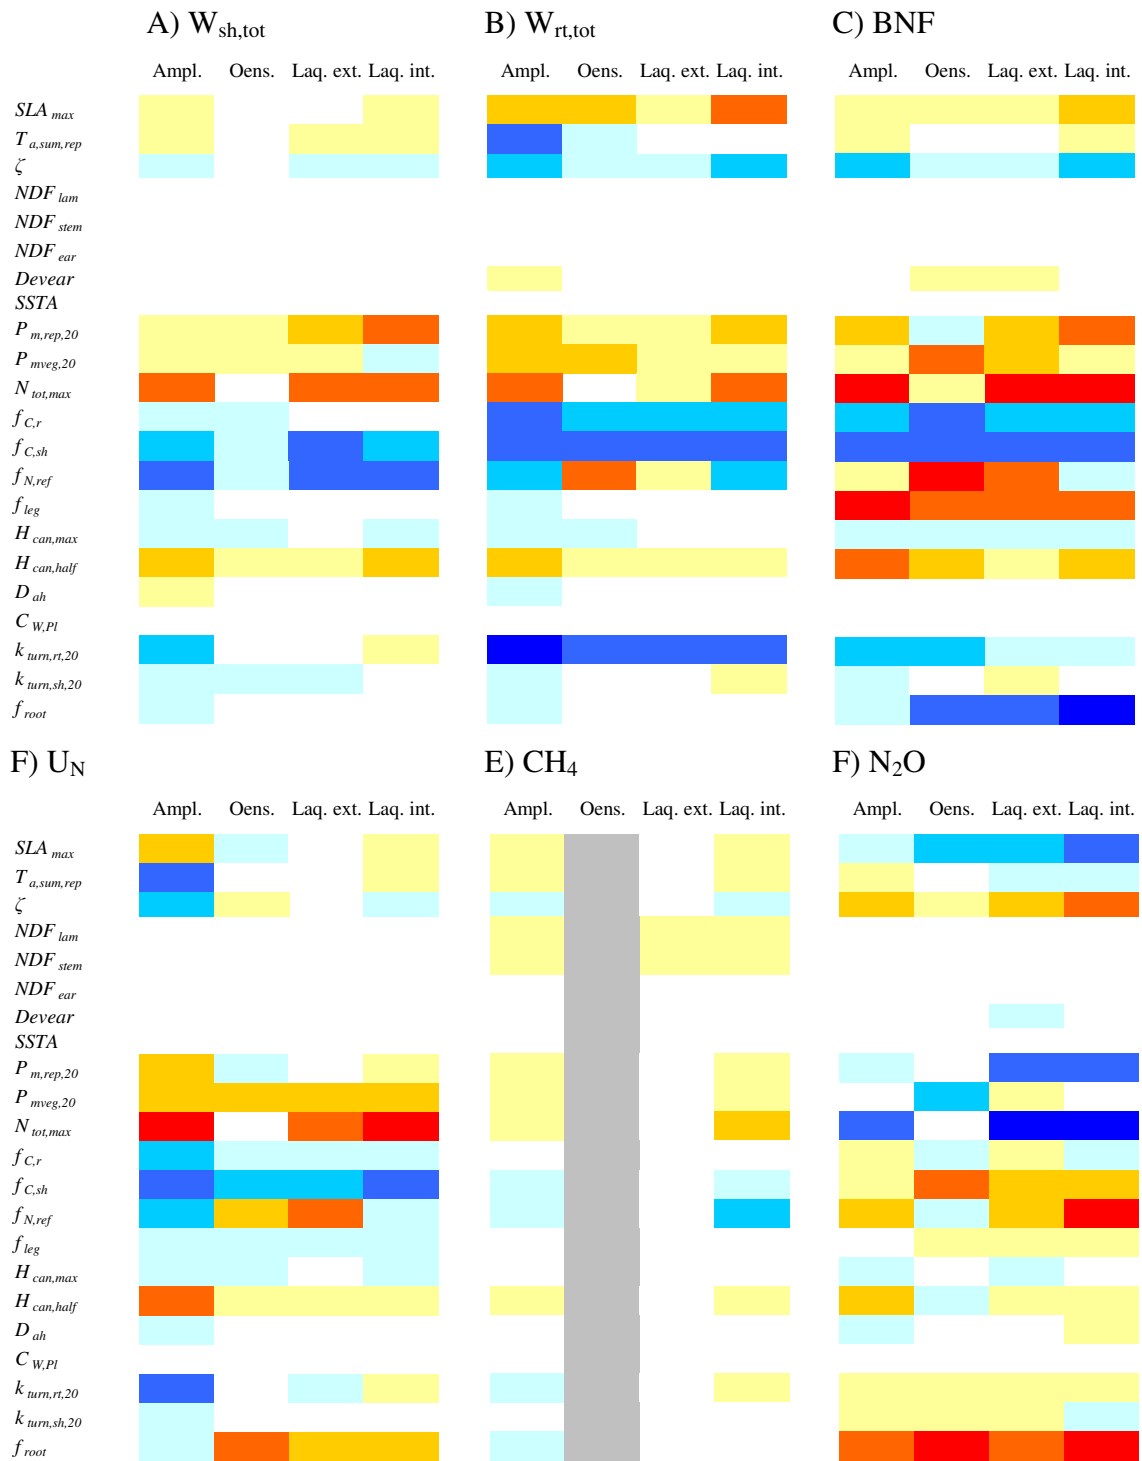 A) Wsh,tot B) Wrt,tot C) BNF
Ampl. Oens. Laq. ext. Laq. int. Ampl. Oens. Laq. ext. Laq. int. Ampl. Oens. Laq. ext. Laq. int.
SLA max
T a,sum,rep
ζ
NDF lam
NDF stem
NDF ear
Devear
SSTA
P m,rep,20
P mveg,20
N tot,max
f C,r
f C,sh
f N,ref
f leg
H can,max
H can,half
D ah
C W,Pl
k turn,rt,20
k turn,sh,20
f root
F) UN E) CH4 F) N2O
Ampl. Oens. Laq. ext. Laq. int. Ampl. Oens. Laq. ext. Laq. int. Ampl. Oens. Laq. ext. Laq. int.
SLA max
T a,sum,rep
ζ
NDF lam
NDF stem
NDF ear
Devear
SSTA
P m,rep,20
P mveg,20
N tot,max
f C,r
f C,sh
f N,ref
f leg
H can,max
H can,half
D ah
C W,Pl
k turn,rt,20
k turn,sh,20
f root